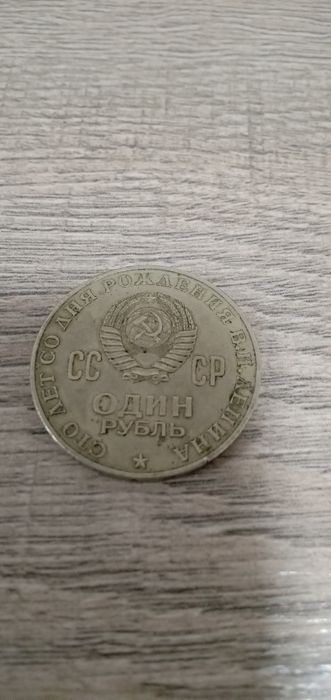 СТО ЛЕТ СО ДНЯ РОЖДЕНИЯ В.И.ЛЕНИНА
СС СР
ОДИН
РУБЛЬ